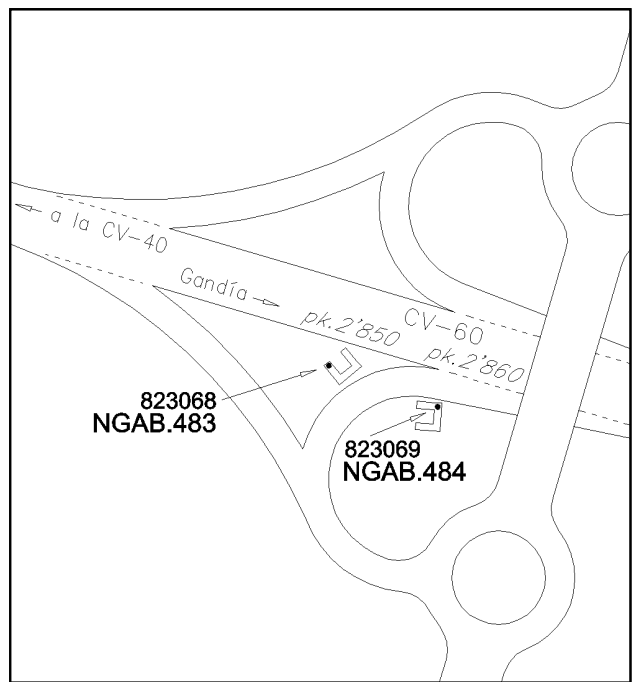 ← a la CV-40
Gandía →
pk.2'850
CV-60
pk.2'860
823068
NGAB.483
823069
NGAB.484